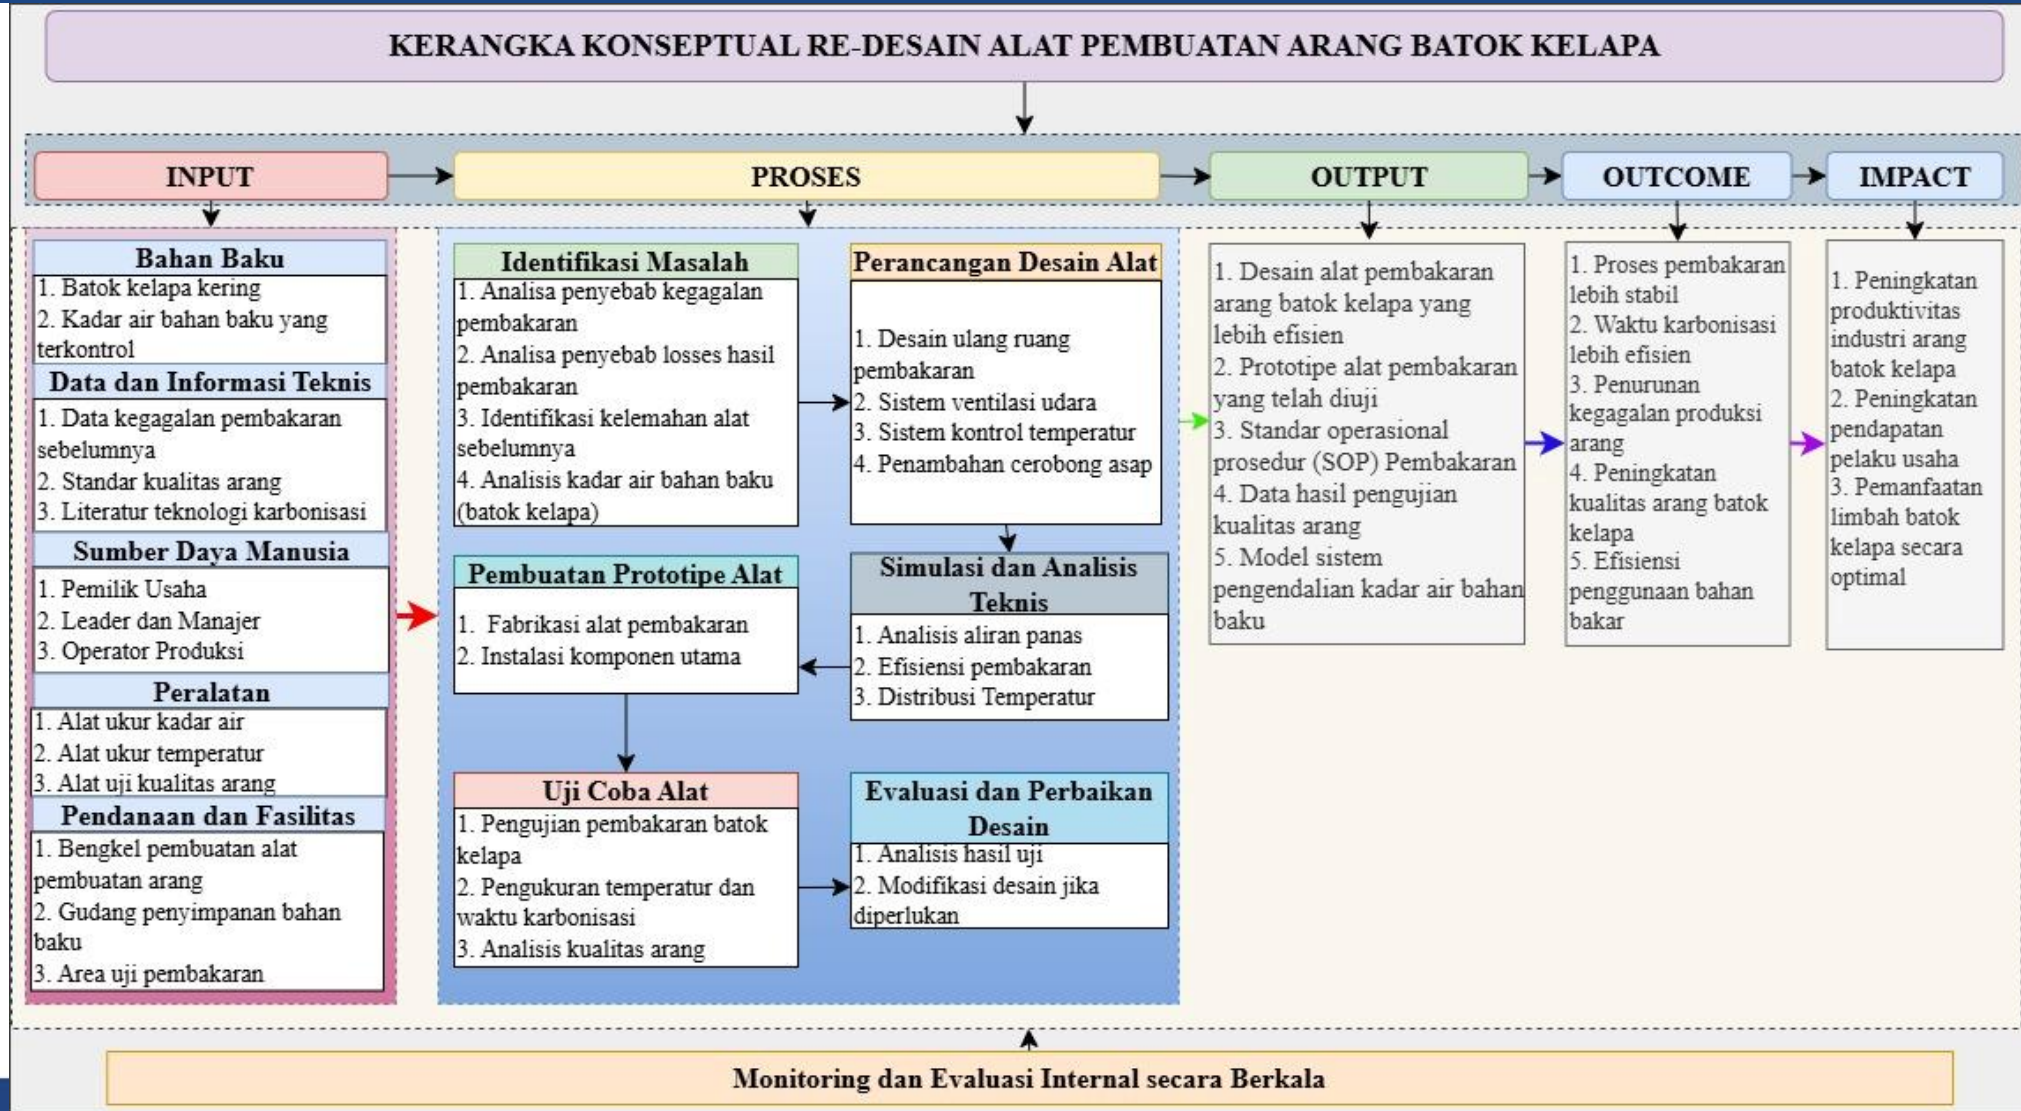 KERANGKA KONSEPTUAL RE-DESAIN ALAT PEMBUATAN ARANG BATOK KELAPA
INPUT
PROSES
OUTPUT
OUTCOME
IMPACT
Bahan Baku
1. Batok kelapa kering
2. Kadar air bahan baku yang
terkontrol
Data dan Informasi Teknis
1. Data kegagalan pembakaran
sebelumnya
2. Standar kualitas arang
3. Literatur teknologi karbonisasi
Sumber Daya Manusia
1. Pemilik Usaha
2. Leader dan Manajer
3. Operator Produksi
Peralatan
1. Alat ukur kadar air
2. Alat ukur temperatur
3. Alat uji kualitas arang
Pendanaan dan Fasilitas
1. Bengkel pembuatan alat
pembuatan arang
2. Gudang penyimpanan bahan
baku
3. Area uji pembakaran
Identifikasi Masalah
1. Analisa penyebab kegagalan
pembakaran
2. Analisa penyebab losses hasil
pembakaran
3. Identifikasi kelemahan alat
sebelumnya
4. Analisis kadar air bahan baku
(batok kelapa)
Perancangan Desain Alat
1. Desain ulang ruang
pembakaran
2. Sistem ventilasi udara
3. Sistem kontrol temperatur
4. Penambahan cerobong asap
Simulasi dan Analisis
Teknis
1. Analisis aliran panas
2. Efisiensi pembakaran
3. Distribusi Temperatur
Pembuatan Prototipe Alat
1. Fabrikasi alat pembakaran
2. Instalasi komponen utama
Uji Coba Alat
1. Pengujian pembakaran batok
kelapa
2. Pengukuran temperatur dan
waktu karbonisasi
3. Analisis kualitas arang
Evaluasi dan Perbaikan
Desain
1. Analisis hasil uji
2. Modifikasi desain jika
diperlukan
1. Desain alat pembakaran
arang batok kelapa yang
lebih efisien
2. Prototipe alat pembakaran
yang telah diuji
3. Standar operasional
prosedur (SOP) Pembakaran
4. Data hasil pengujian
kualitas arang
5. Model sistem
pengendalian kadar air bahan
baku
1. Proses pembakaran
lebih stabil
2. Waktu karbonisasi
lebih efisien
3. Penurunan
kegagalan produksi
arang
4. Peningkatan
kualitas arang batok
kelapa
5. Efisiensi
penggunaan bahan
bakar
1. Peningkatan
produktivitas
industri arang
batok kelapa
2. Peningkatan
pendapatan
pelaku usaha
3. Pemanfaatan
limbah batok
kelapa secara
optimal
Monitoring dan Evaluasi Internal secara Berkala